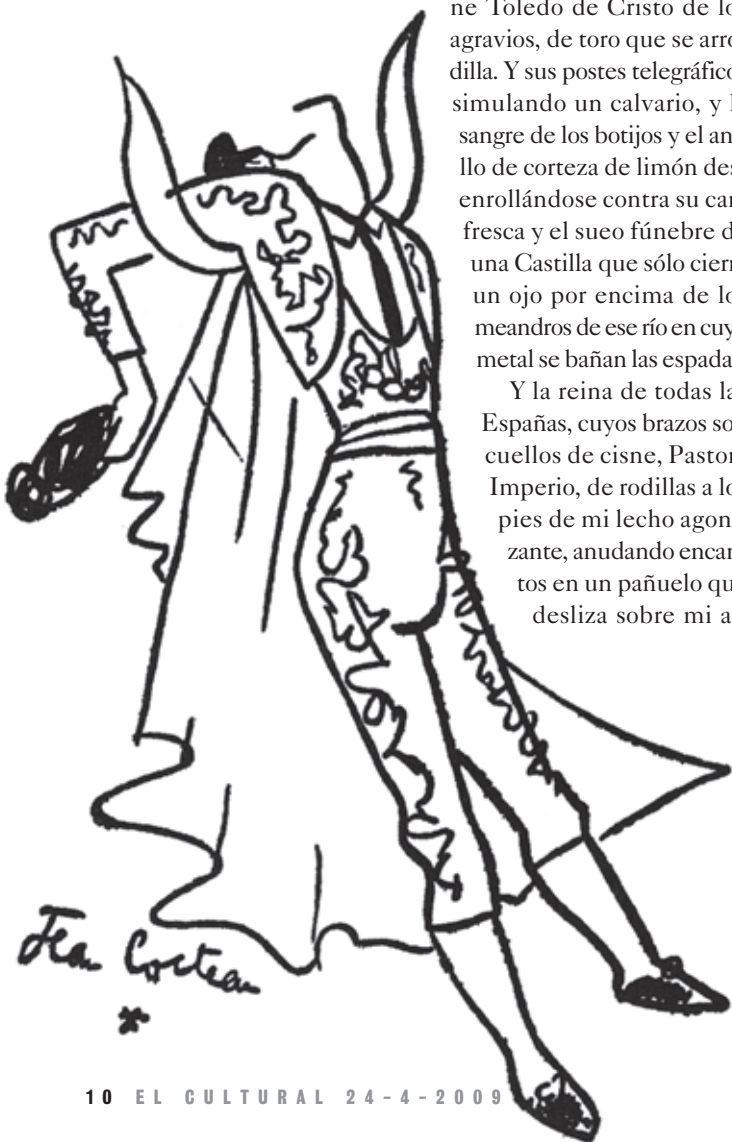 ne Toledo de Cristo de lo
agravios, de toro que se arro
dilla. Y sus postes telegráfico
simulando un calvario, y l
sangre de los botijos y el an
llo de corteza de limón des
enrollándose contra su car
fresca y el sueo fúnebre d
una Castilla que sólo cierr
un ojo por encima de lo
meandros de ese río en cuy
metal se bañan las espada
Y la reina de todas la
Españas, cuyos brazos so
cuellos de cisne, Pastor
Imperio, de rodillas a lo
pies de mi lecho agon
zante, anudando encar
tos en un pañuelo qu
desliza sobre mi a
Jean Cocteau
10 EL CULTURAL 24-4-2009